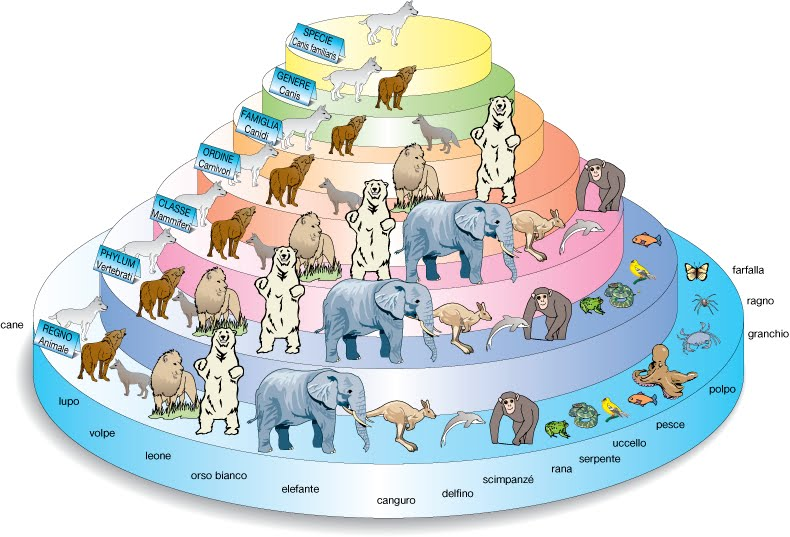 SPECIE
Canis familiaris
GENERE
Canis
FAMIGLIA
Canidi
ORDINE
Carnivori
CLASSE
Mammiferi
PHYLUM
Vertebrati
REGNO
Animale
cane
lupo
volpe
leone
orso bianco
elefante
canguro
delfino
scimpanzé
rana
serpente
uccello
pesce
polpo
granchio
ragno
farfalla